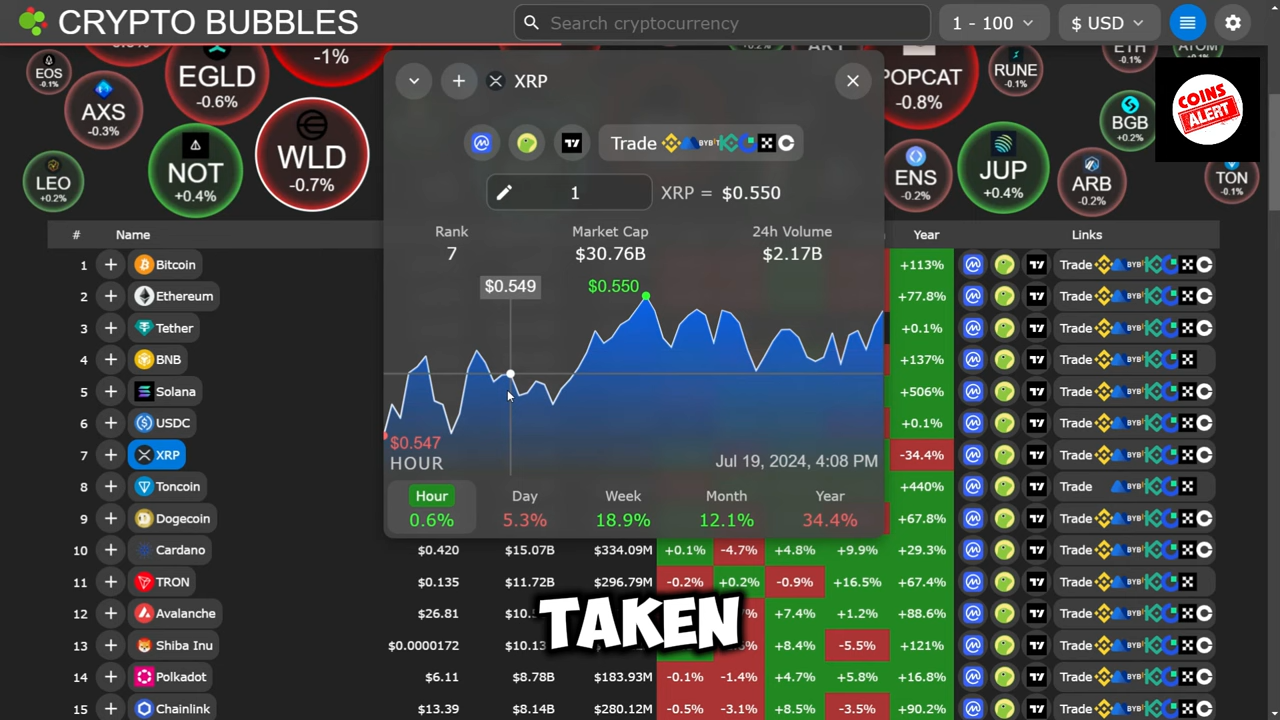 CRYPTO BUBBLES
Search cryptocurrency
1 - 100
$ USD
EOS
-0.1%
EGLD
-0.6%
-1%
AXS
-0.3%
NOT
+0.4%
WLD
-0.7%
LEO
+0.2%
POPCAT
-0.8%
RUNE
-0.1%
ETH
-0.1%
ATOM
-0.1%
BGB
+0.2%
ENS
-0.2%
JUP
+0.4%
ARB
-0.2%
TON
-0.1%
COINS
ALERT
XRP
Trade
1
XRP = $0.550
Rank Market Cap 24h Volume
7 $30.76B $2.17B
$0.549 $0.550
$0.547
HOUR
Jul 19, 2024, 4:08 PM
Hour Day Week Month Year
0.6% 5.3% 18.9% 12.1% 34.4%
# Name Year Links
1 Bitcoin +113% Trade
2 Ethereum +77.8% Trade
3 Tether +0.1% Trade
4 BNB +137% Trade
5 Solana +506% Trade
6 USDC +0.1% Trade
7 XRP -34.4% Trade
8 Toncoin +440% Trade
9 Dogecoin +67.8% Trade
10 Cardano $0.420 $15.07B $334.09M +0.1% -4.7% +4.8% +9.9% +29.3% Trade
11 TRON $0.135 $11.72B $296.79M -0.2% +0.2% -0.9% +16.5% +67.4% Trade
12 Avalanche $26.81 +7.4% +1.2% +88.6% Trade
13 Shiba Inu $0.0000172 +8.4% -5.5% +121% Trade
14 Polkadot $6.11 $8.78B $183.93M -0.1% -1.4% +4.7% +5.8% +16.8% Trade
15 Chainlink $13.39 $8.14B $280.12M -0.5% -3.1% +8.5% -3.5% +90.2% Trade
TAKEN